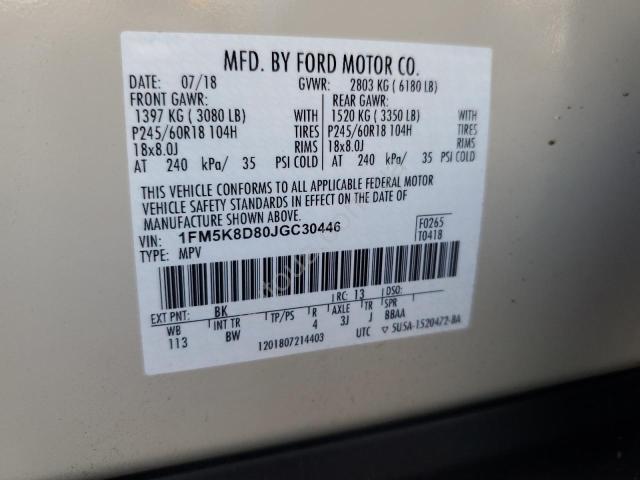 MFD. BY FORD MOTOR CO.
DATE: 07/18 GVWR: 2803 KG ( 6180 LB)
FRONT GAWR: REAR GAWR:
1397 KG ( 3080 LB) WITH 1520 KG ( 3350 LB) WITH
P245/60R18 104H TIRES P245/60R18 104H TIRES
18x8.0J RIMS 18x8.0J RIMS
AT 240 kPa/ 35 PSI COLD AT 240 kPa/ 35 PSI COLD
THIS VEHICLE CONFORMS TO ALL APPLICABLE FEDERAL MOTOR
VEHICLE SAFETY STANDARDS IN EFFECT ON THE DATE OF
MANUFACTURE SHOWN ABOVE.
VIN: 1FM5K8D80JGC30446 F0265
TYPE: MPV T0418
RC: 13 DSO:
EXT PNT: BK
WB INT TR TP/PS R AXLE TR SPR
113 BW 4 3J J BBAA
1201807214403 UTC ▽ 5U5A-1520472-BA